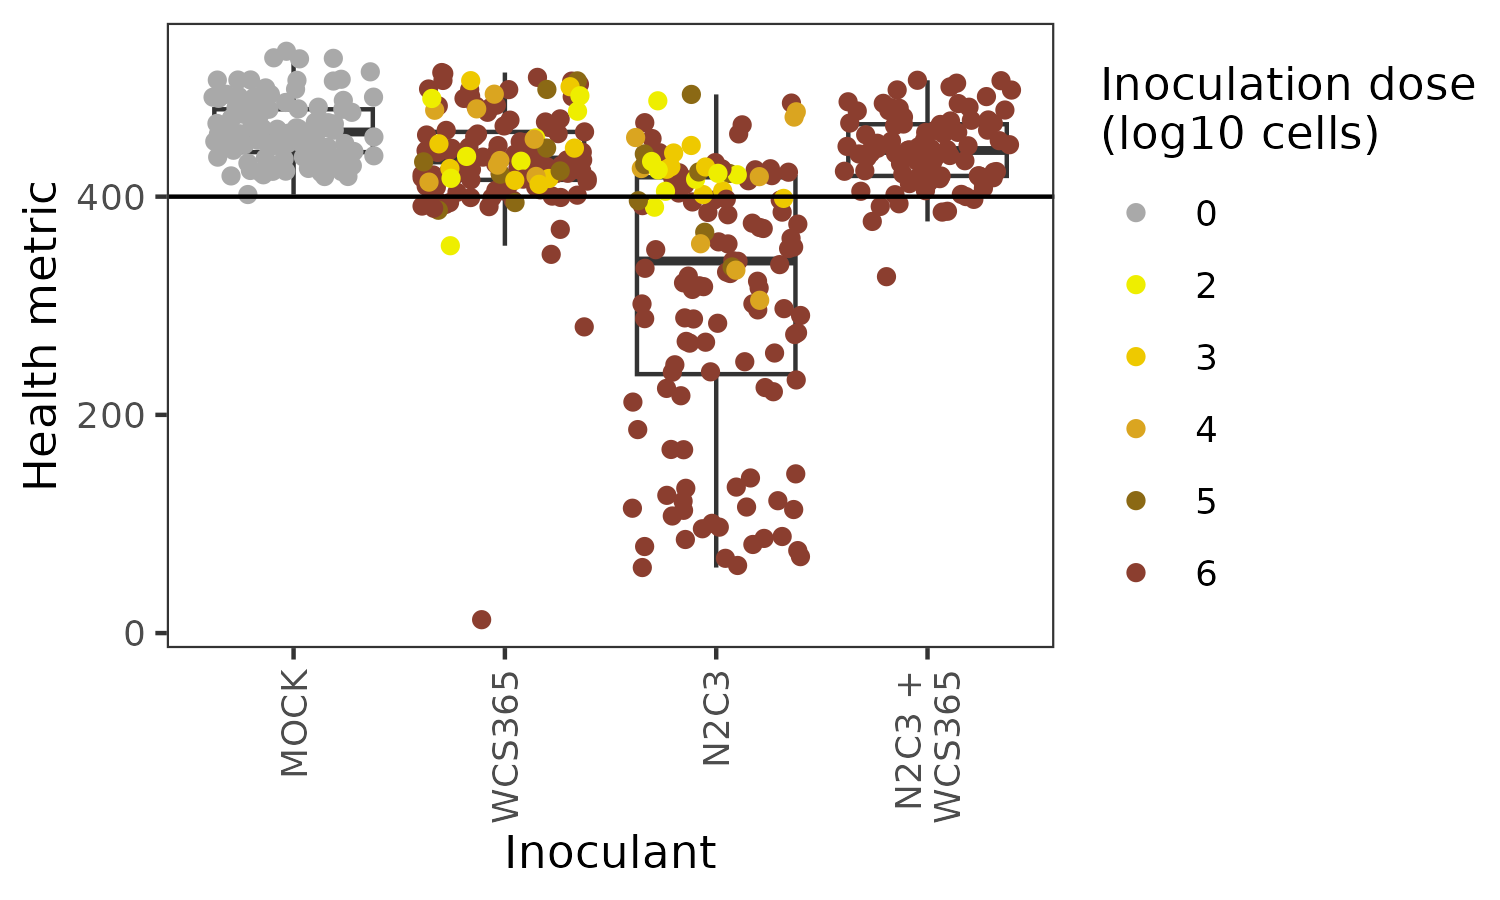 Health metric
400
200
0
MOCK
WCS365
N2C3
N2C3 +
WCS365
Inoculant
Inoculation dose
(log10 cells)
0
2
3
4
5
6